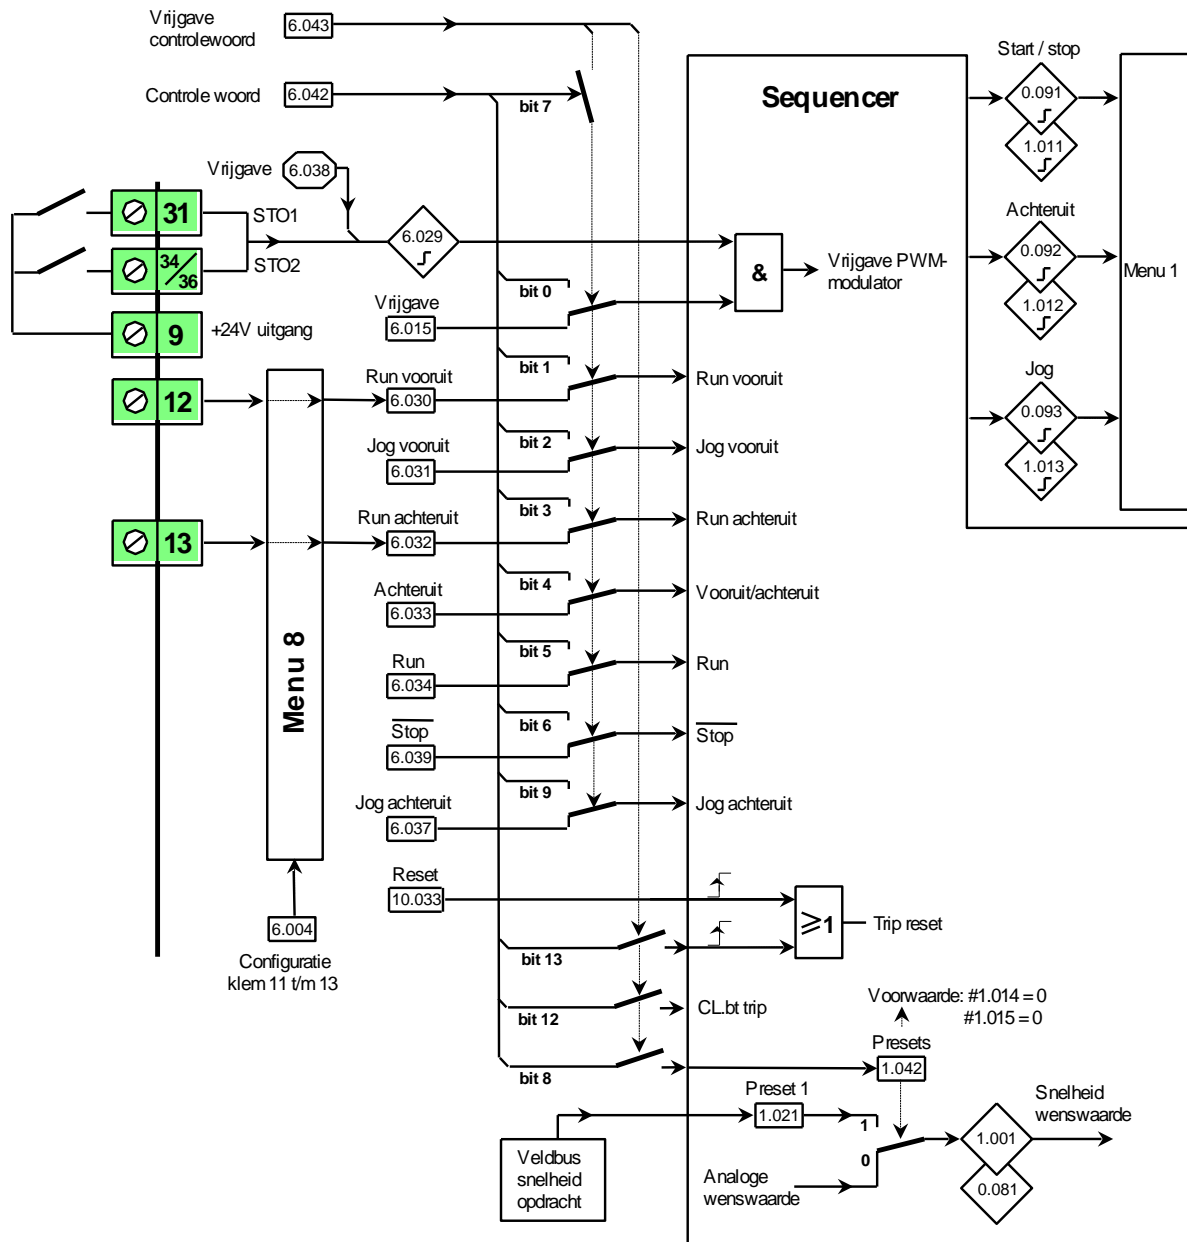 Vrijgave
controlewoord
6.043
Controle woord
6.042
bit 7
Sequencer
Start / stop
0.091
1.011
Achteruit
0.092
1.012
Menu 1
Jog
0.093
1.013
Vrijgave
6.038
31
STO1
34/36
STO2
6.029
9
+24V uitgang
&
Vrijgave PWM-
modulator
bit 0
Vrijgave
6.015
12
bit 1
Run vooruit
6.030
Run vooruit
bit 2
Jog vooruit
6.031
Jog vooruit
13
bit 3
Run achteruit
6.032
Run achteruit
bit 4
Achteruit
6.033
Vooruit/achteruit
Menu 8
bit 5
Run
6.034
Run
bit 6
Stop
6.039
Stop
bit 9
Jog achteruit
6.037
Jog achteruit
6.004
Configuratie
klem 11 t/m 13
Reset
10.033
≥1
Trip reset
bit 13
bit 12
CL.bt trip
bit 8
Voorwaarde: #1.014 = 0
#1.015 = 0
Presets
1.042
Preset 1
1.021
1
0
Veldbus
snelheid
opdracht
Analoge
wenswaarde
1.001
0.081
Snelheid
wenswaarde